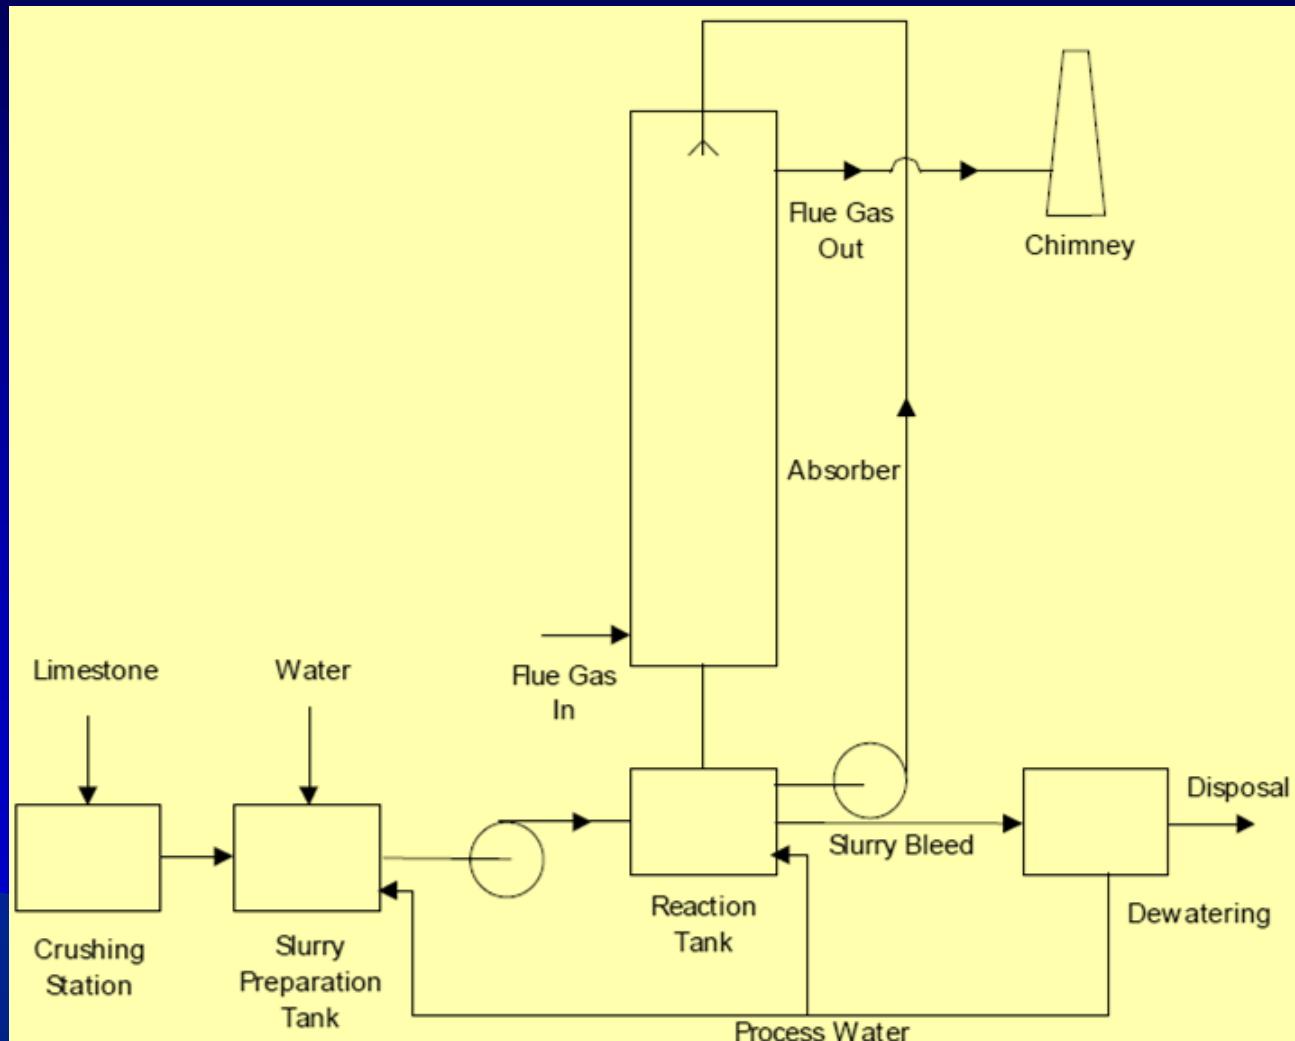 Flue Gas
Out
Chimney
Absorber
Limestone
Water
Flue Gas
In
Disposal
Slurry Bleed
Reaction
Tank
Dewatering
Crushing
Station
Slurry
Preparation
Tank
Process Water